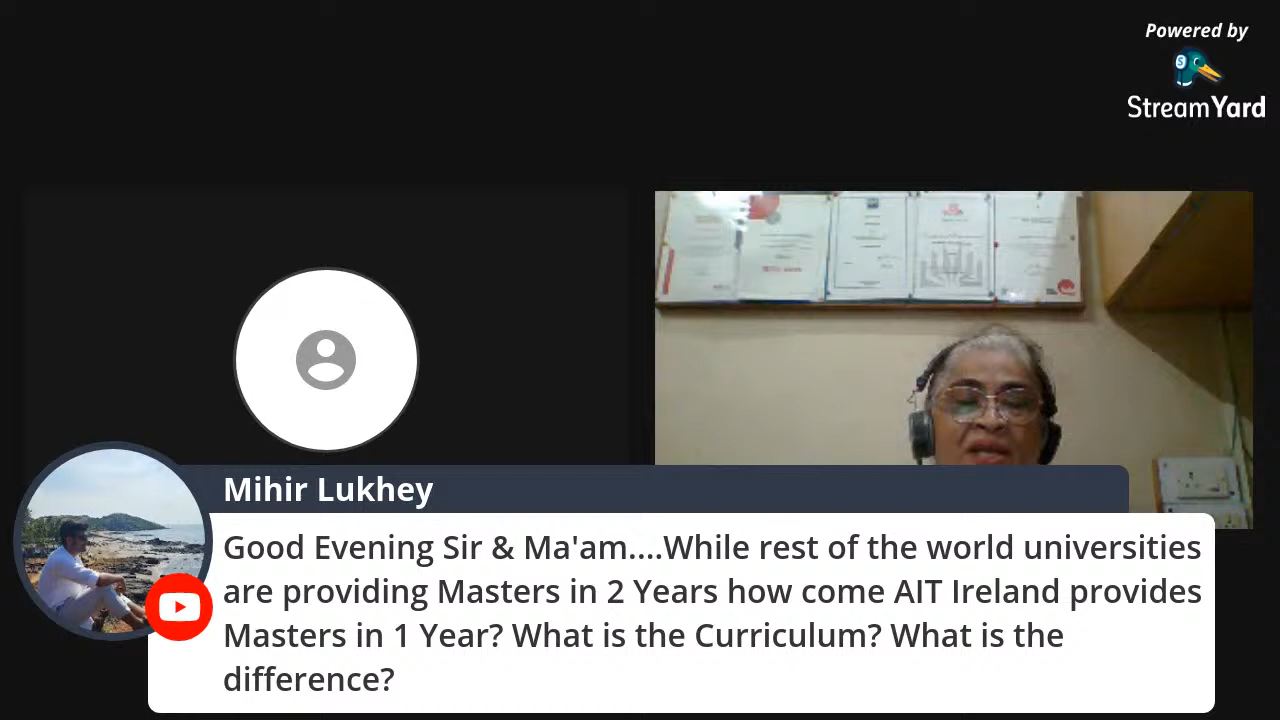 Powered by
StreamYard
Mihir Lukhey
Good Evening Sir & Ma'am....While rest of the world universities
are providing Masters in 2 Years how come AIT Ireland provides
Masters in 1 Year? What is the Curriculum? What is the
difference?